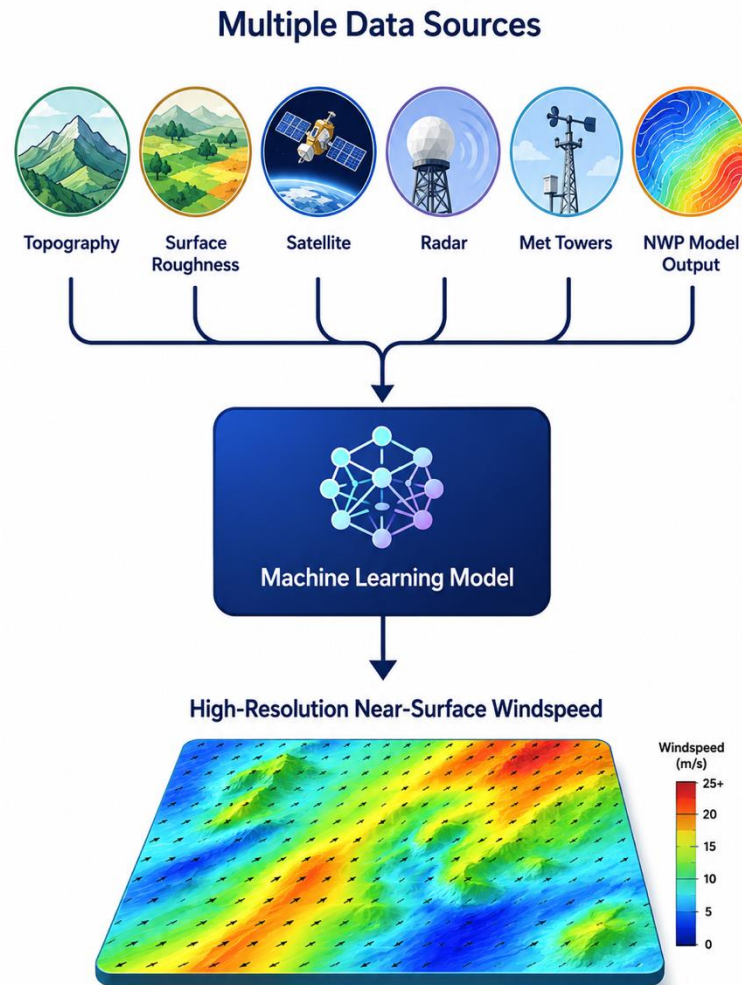 Multiple Data Sources
Topography
Surface
Roughness
Satellite
Radar
Met Towers
NWP Model
Output
Machine Learning Model
High-Resolution Near-Surface Windspeed
Windspeed
(m/s)
25+
20
15
10
5
0